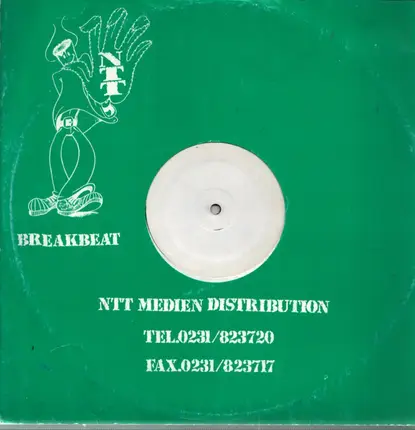 NTT
BREAKBEAT
NTT MEDIEN DISTRIBUTION
TEL.0231/823720
FAX.0231/823717